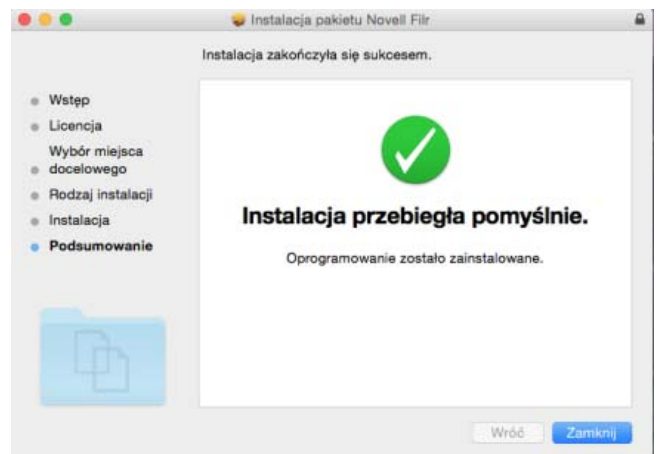 Instalacja pakietu Novell Filr
Instalacja zakończyła się sukcesem.
Wstęp
Licencja
Wybór miejsca
docelowego
Rodzaj instalacji
Instalacja
Podsumowanie
Instalacja przebiegła pomyślnie.
Oprogramowanie zostało zainstalowane.
Wróć
Zamknij